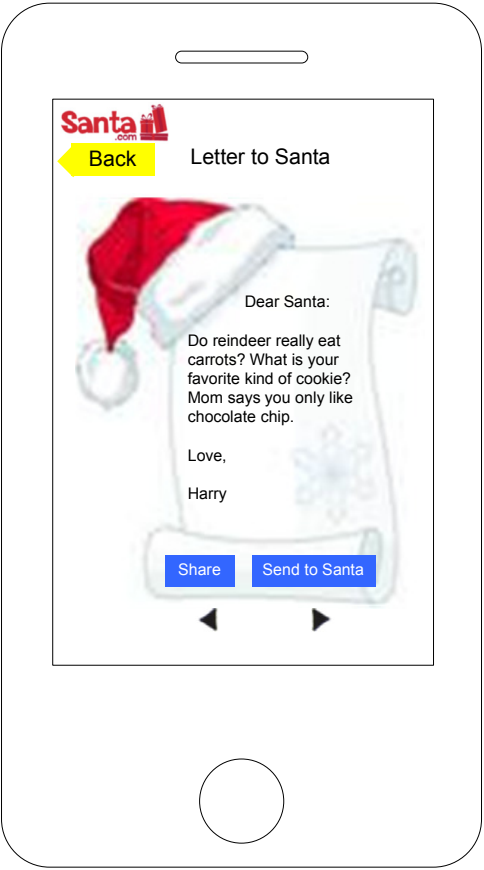 Santa
.com
Back
Letter to Santa
Dear Santa:
Do reindeer really eat
carrots? What is your
favorite kind of cookie?
Mom says you only like
chocolate chip.
Love,
Harry
Share
Send to Santa